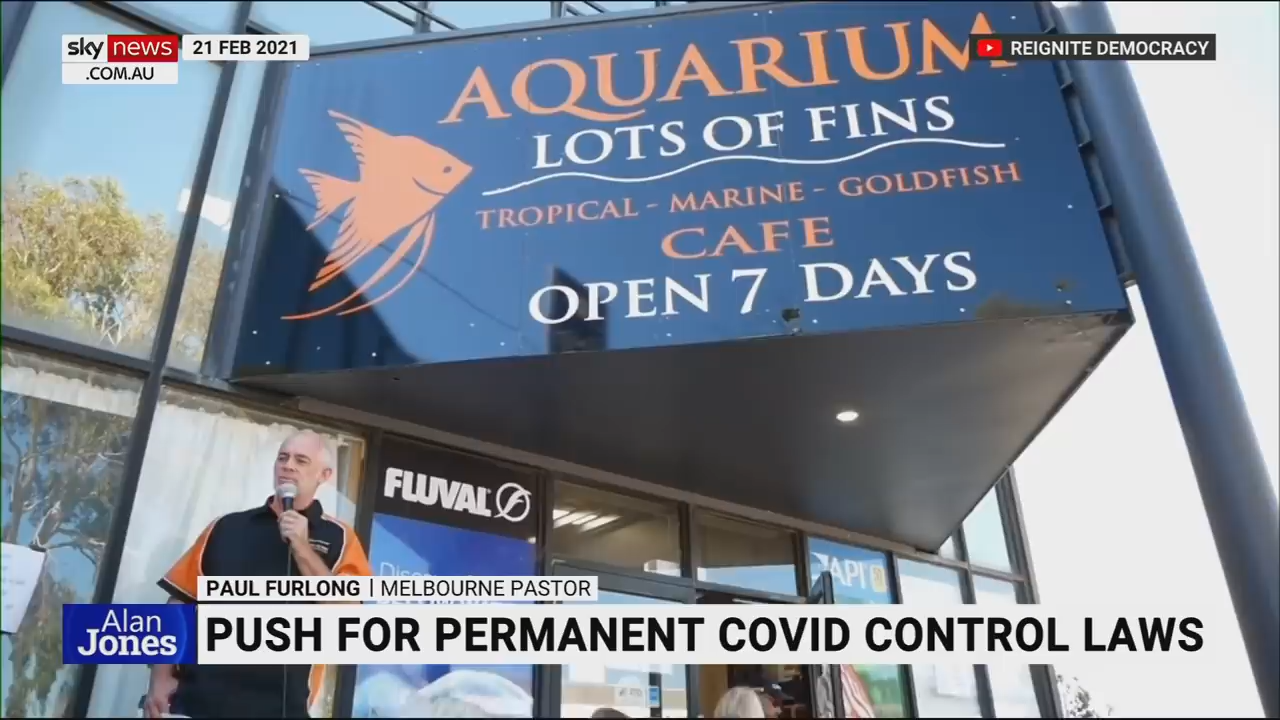 sky news
.COM.AU
21 FEB 2021
REIGNITE DEMOCRACY
AQUARIUM
LOTS OF FINS
TROPICAL - MARINE - GOLDFISH
CAFE
OPEN 7 DAYS
FLUVAL
API
PAUL FURLONG | MELBOURNE PASTOR
Alan
Jones
PUSH FOR PERMANENT COVID CONTROL LAWS